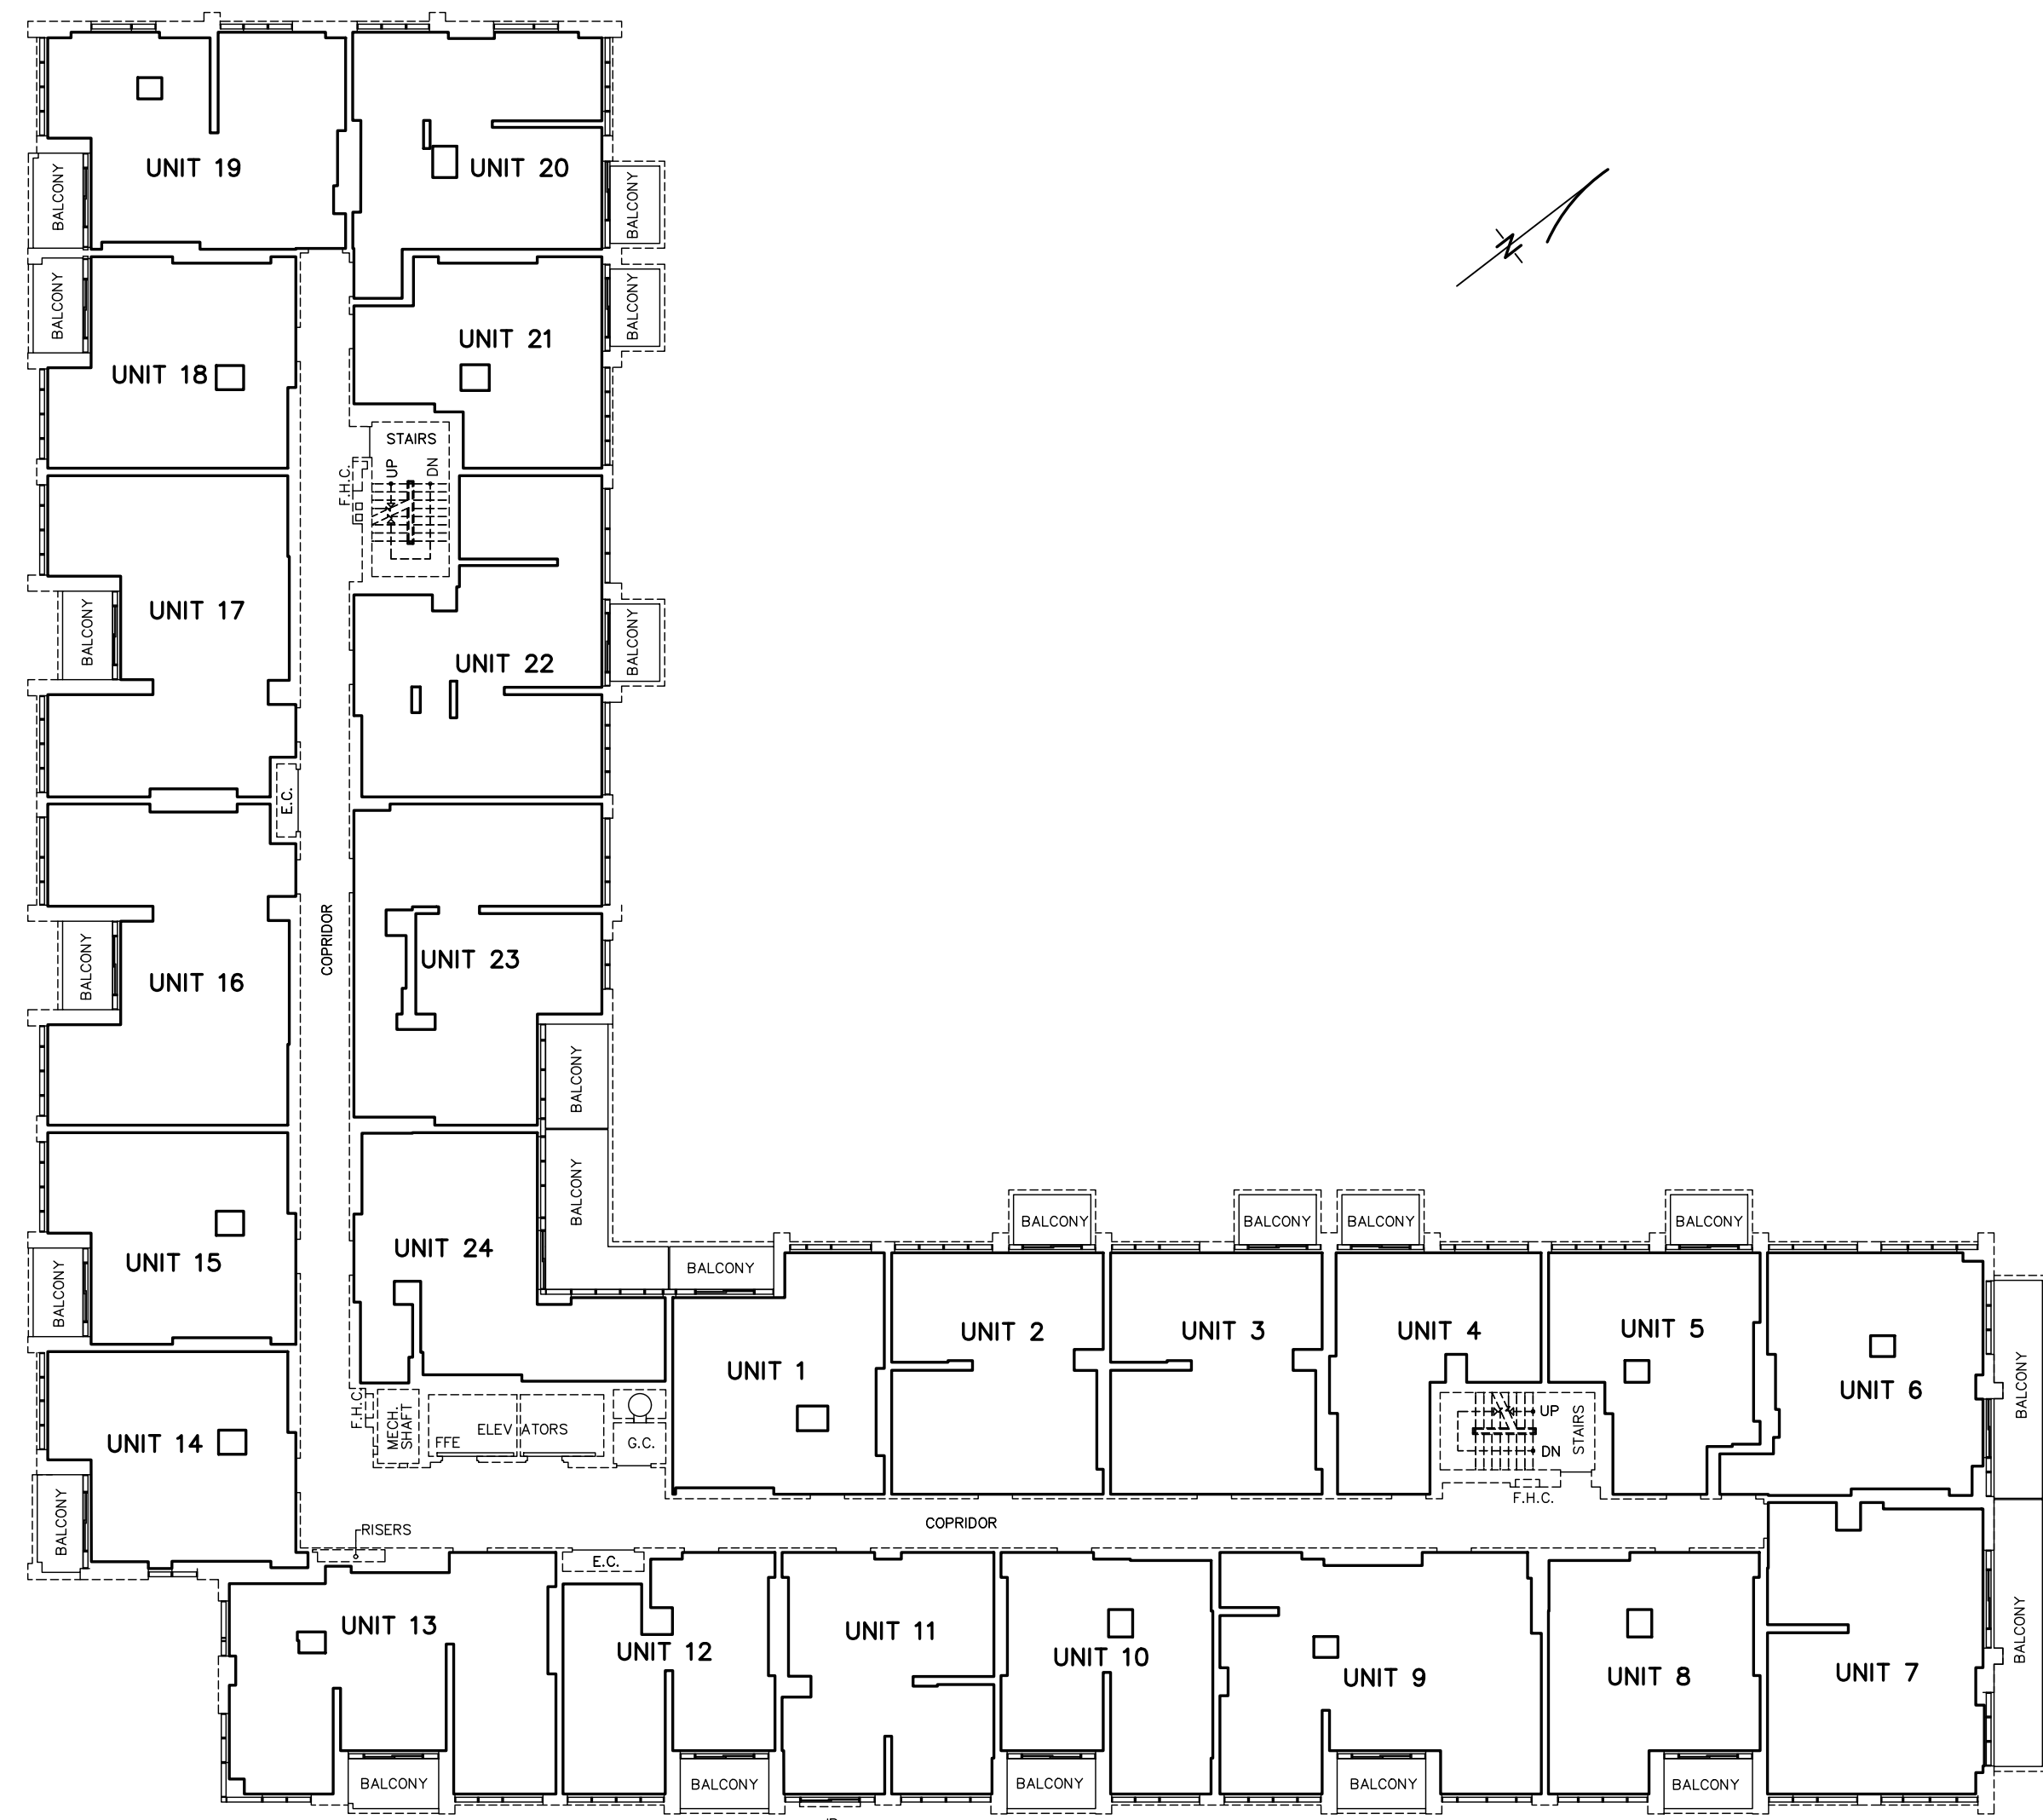 UNIT 19
UNIT 20
BALCONY
BALCONY
BALCONY
BALCONY
N
UNIT 21
UNIT 18
STAIRS
UP
DN
F.H.C.
UNIT 17
BALCONY
UNIT 22
BALCONY
E.C.
COPRIDOR
UNIT 16
BALCONY
UNIT 23
BALCONY
BALCONY
UNIT 15
BALCONY
UNIT 24
BALCONY
BALCONY
BALCONY
BALCONY
BALCONY
UNIT 1
UNIT 2
UNIT 3
UNIT 4
UNIT 5
UNIT 6
BALCONY
UNIT 14
BALCONY
F.H.C.
MECH.
SHAFT
FFE
ELEVATORS
G.C.
UP
DN
STAIRS
F.H.C.
COPRIDOR
RISERS
E.C.
UNIT 13
UNIT 12
UNIT 11
UNIT 10
UNIT 9
UNIT 8
UNIT 7
BALCONY
BALCONY
BALCONY
BALCONY
BALCONY
BALCONY